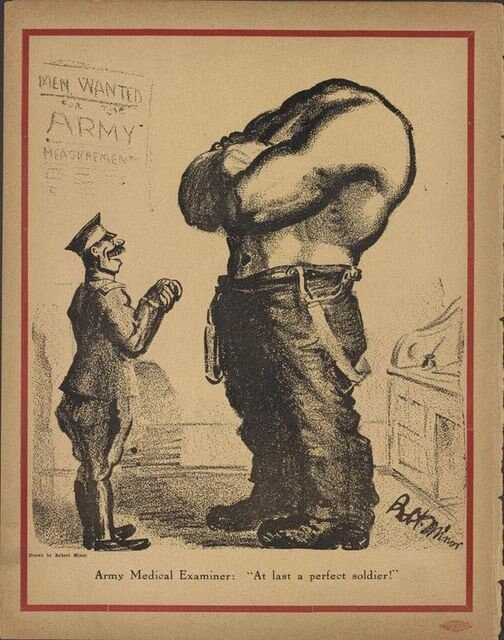 MEN WANTED
FOR THE
ARMY
MEASUREMENTS
Robt Minor
Drawn by Robert Minor.
Army Medical Examiner: "At last a perfect soldier!"